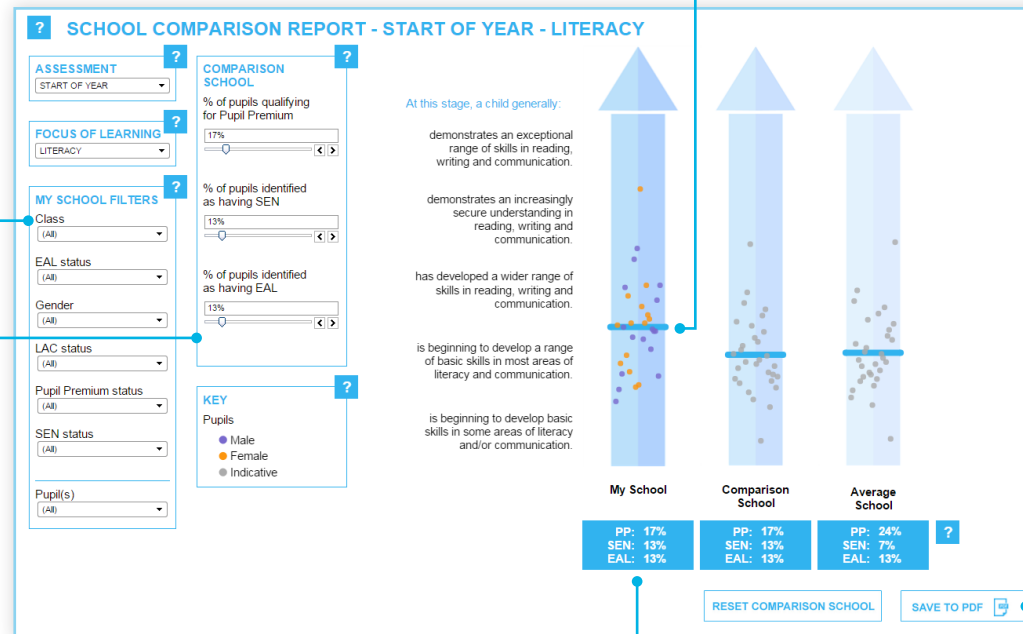 ? SCHOOL COMPARISON REPORT - START OF YEAR - LITERACY
?
ASSESSMENT
START OF YEAR
?
FOCUS OF LEARNING
LITERACY
?
MY SCHOOL FILTERS
Class
(All)
EAL status
(All)
Gender
(All)
LAC status
(All)
Pupil Premium status
(All)
SEN status
(All)
Pupil(s)
(All)
?
COMPARISON
SCHOOL
% of pupils qualifying
for Pupil Premium
17%
% of pupils identified
as having SEN
13%
% of pupils identified
as having EAL
13%
?
KEY
Pupils
Male
Female
Indicative
At this stage, a child generally:
demonstrates an exceptional
range of skills in reading,
writing and communication.
demonstrates an increasingly
secure understanding in
reading, writing and
communication.
has developed a wider range of
skills in reading, writing and
communication.
is beginning to develop a range
of basic skills in most areas of
literacy and communication.
is beginning to develop basic
skills in some areas of literacy
and/or communication.
My School
PP: 17%
SEN: 13%
EAL: 13%
Comparison
School
PP: 17%
SEN: 13%
EAL: 13%
Average
School
PP: 24%
SEN: 7%
EAL: 13%
?
RESET COMPARISON SCHOOL
SAVE TO PDF